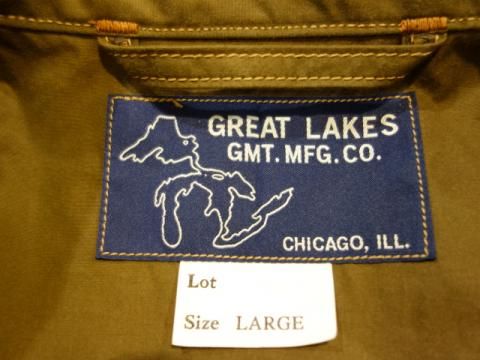 GREAT LAKES
GMT. MFG. CO.
CHICAGO, ILL.
Lot
Size LARGE